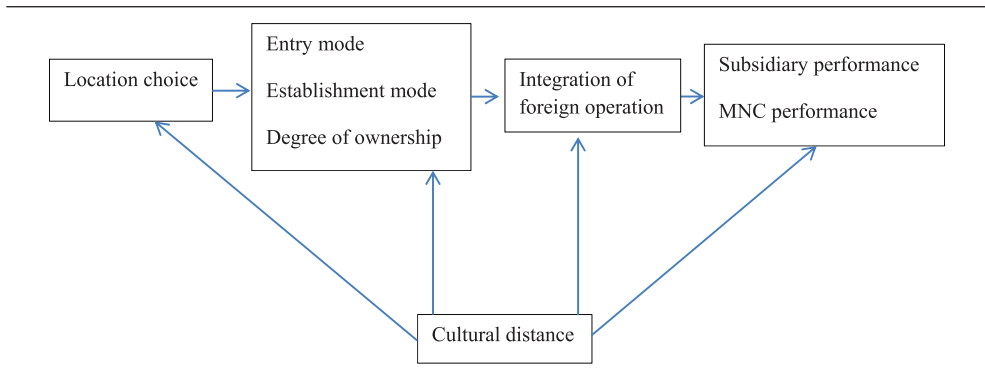 Location choice
Entry mode
Establishment mode
Degree of ownership
Integration of
foreign operation
Subsidiary performance
MNC performance
Cultural distance